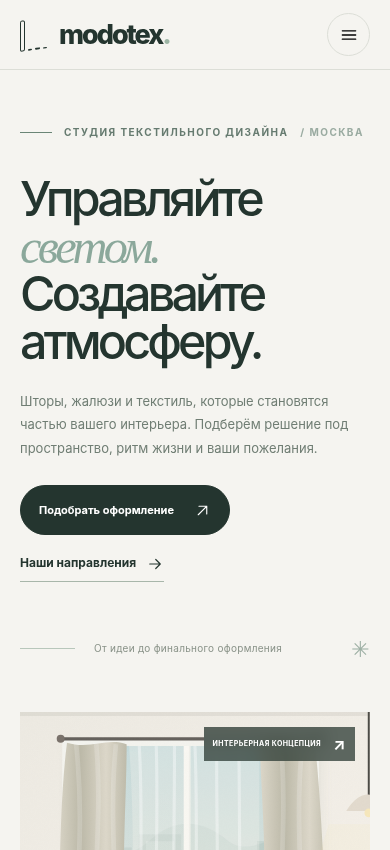 modotex.
СТУДИЯ ТЕКСТИЛЬНОГО ДИЗАЙНА / МОСКВА
Управляйте
светом.
Создавайте
атмосферу.
Шторы, жалюзи и текстиль, которые становятся
частью вашего интерьера. Подберём решение под
пространство, ритм жизни и ваши пожелания.
Подобрать оформление
Наши направления
От идеи до финального оформления
ИНТЕРЬЕРНАЯ КОНЦЕПЦИЯ